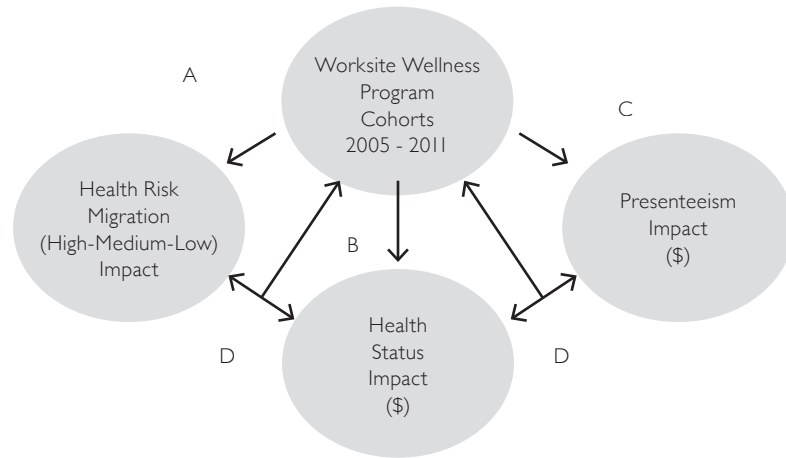 A
Worksite Wellness
Program
Cohorts
2005 - 2011
C
Health Risk
Migration
(High-Medium-Low)
Impact
Presenteeism
Impact
($)
B
Health
Status
Impact
($)
D
D